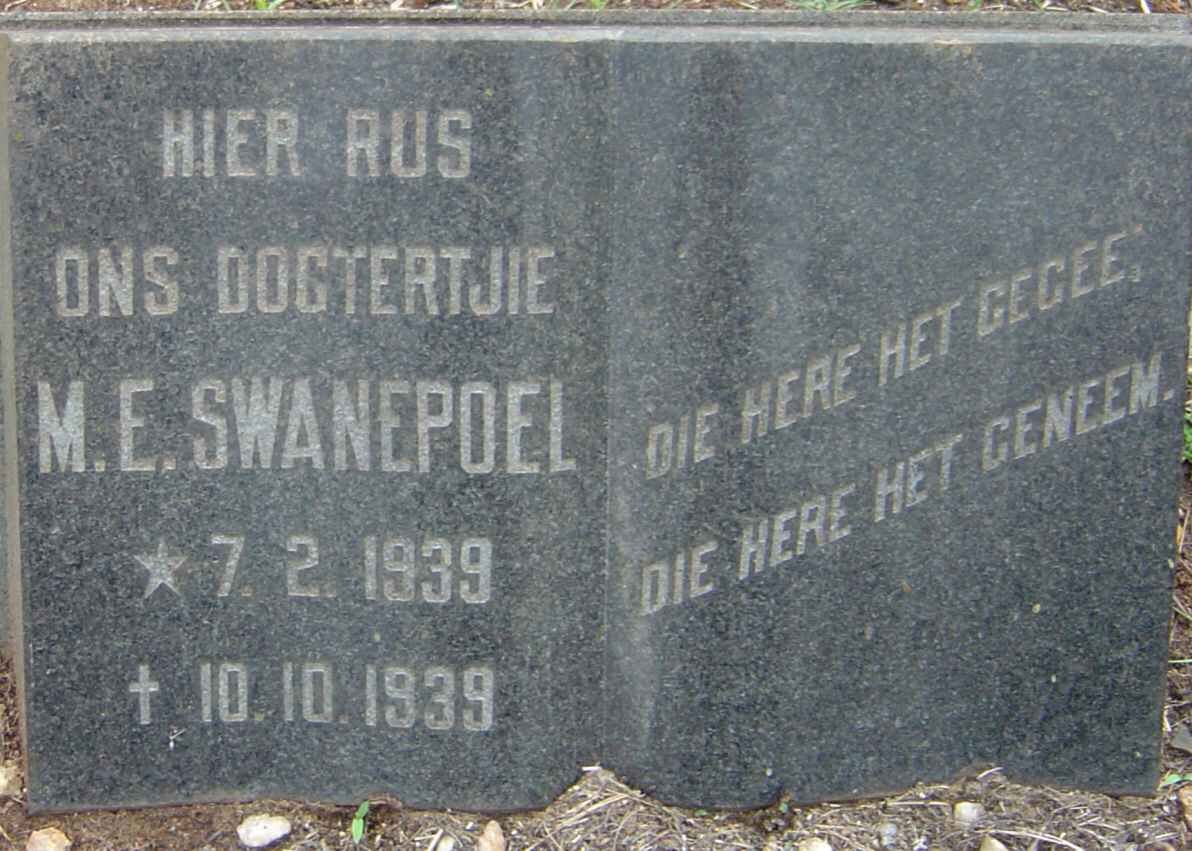 HIER RUS
ONS DOGTERTJIE
M.E. SWANEPOEL
★ 7. 2. 1939
† 10. 10. 1939
DIE HERE HET GEGEE;
DIE HERE HET GENEEM.